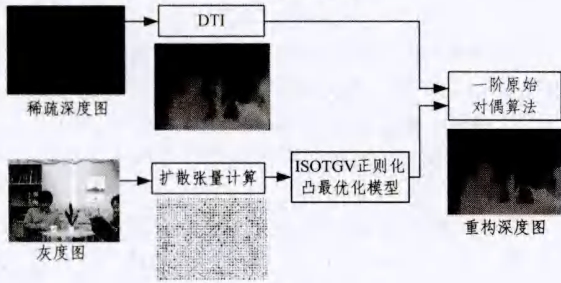 DTI
稀疏深度图
一阶原始
对偶算法
扩散张量计算
ISOTGV正则化
凸最优化模型
灰度图
重构深度图